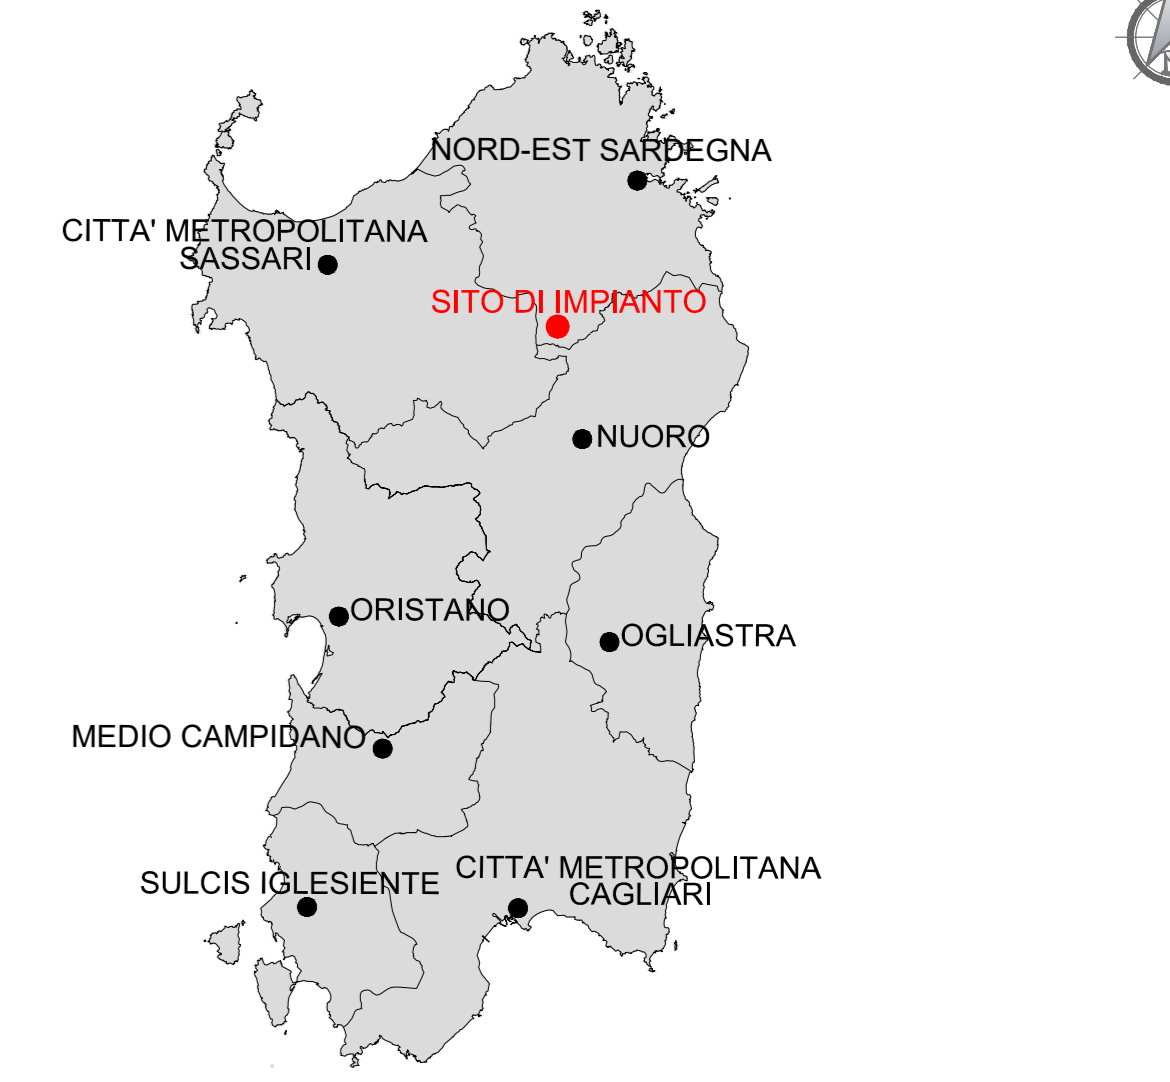 NORD-EST SARDEGNA
CITTA' METROPOLITANA
SASSARI
SITO DI IMPIANTO
NUORO
ORISTANO
OGLIASTRA
MEDIO CAMPIDANO
SULCIS IGLESIENTE
CITTA' METROPOLITANA
CAGLIARI